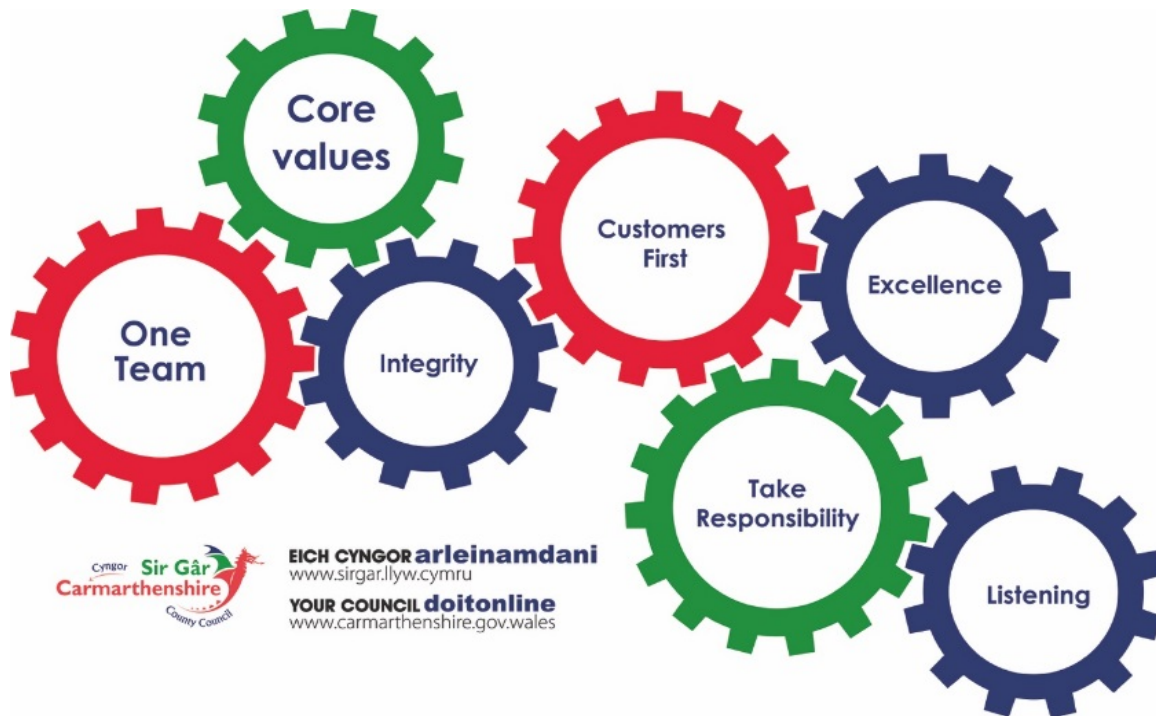 Core
values
One
Team
Integrity
Customers
First
Excellence
Take
Responsibility
Listening
Cyngor Sir Gâr
Carmarthenshire
County Council
EICH CYNGOR arleinamdani
www.sirgar.llyw.cymru
YOUR COUNCIL doitonline
www.carmarthenshire.gov.wales